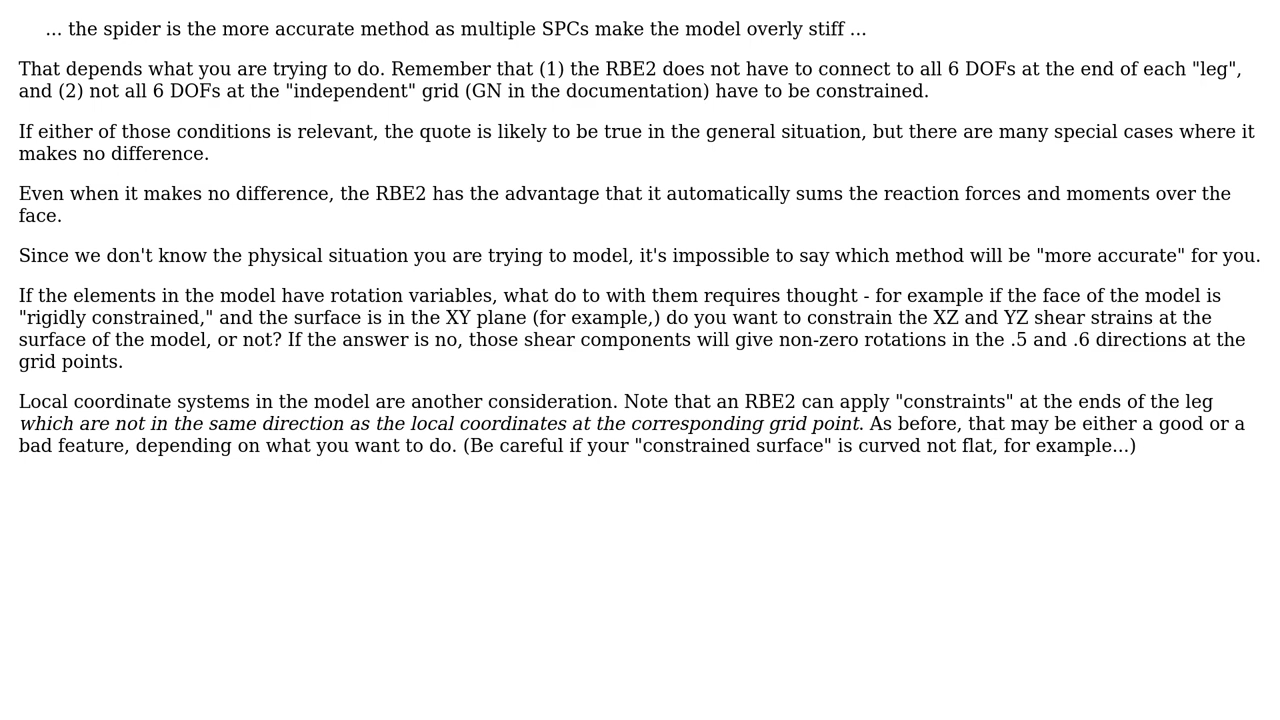 ... the spider is the more accurate method as multiple SPCs make the model overly stiff ...
That depends what you are trying to do. Remember that (1) the RBE2 does not have to connect to all 6 DOFs at the end of each "leg",
and (2) not all 6 DOFs at the "independent" grid (GN in the documentation) have to be constrained.
If either of those conditions is relevant, the quote is likely to be true in the general situation, but there are many special cases where it
makes no difference.
Even when it makes no difference, the RBE2 has the advantage that it automatically sums the reaction forces and moments over the
face.
Since we don't know the physical situation you are trying to model, it's impossible to say which method will be "more accurate" for you.
If the elements in the model have rotation variables, what do to with them requires thought - for example if the face of the model is
"rigidly constrained," and the surface is in the XY plane (for example,) do you want to constrain the XZ and YZ shear strains at the
surface of the model, or not? If the answer is no, those shear components will give non-zero rotations in the .5 and .6 directions at the
grid points.
Local coordinate systems in the model are another consideration. Note that an RBE2 can apply "constraints" at the ends of the leg
which are not in the same direction as the local coordinates at the corresponding grid point. As before, that may be either a good or a
bad feature, depending on what you want to do. (Be careful if your "constrained surface" is curved not flat, for example...)